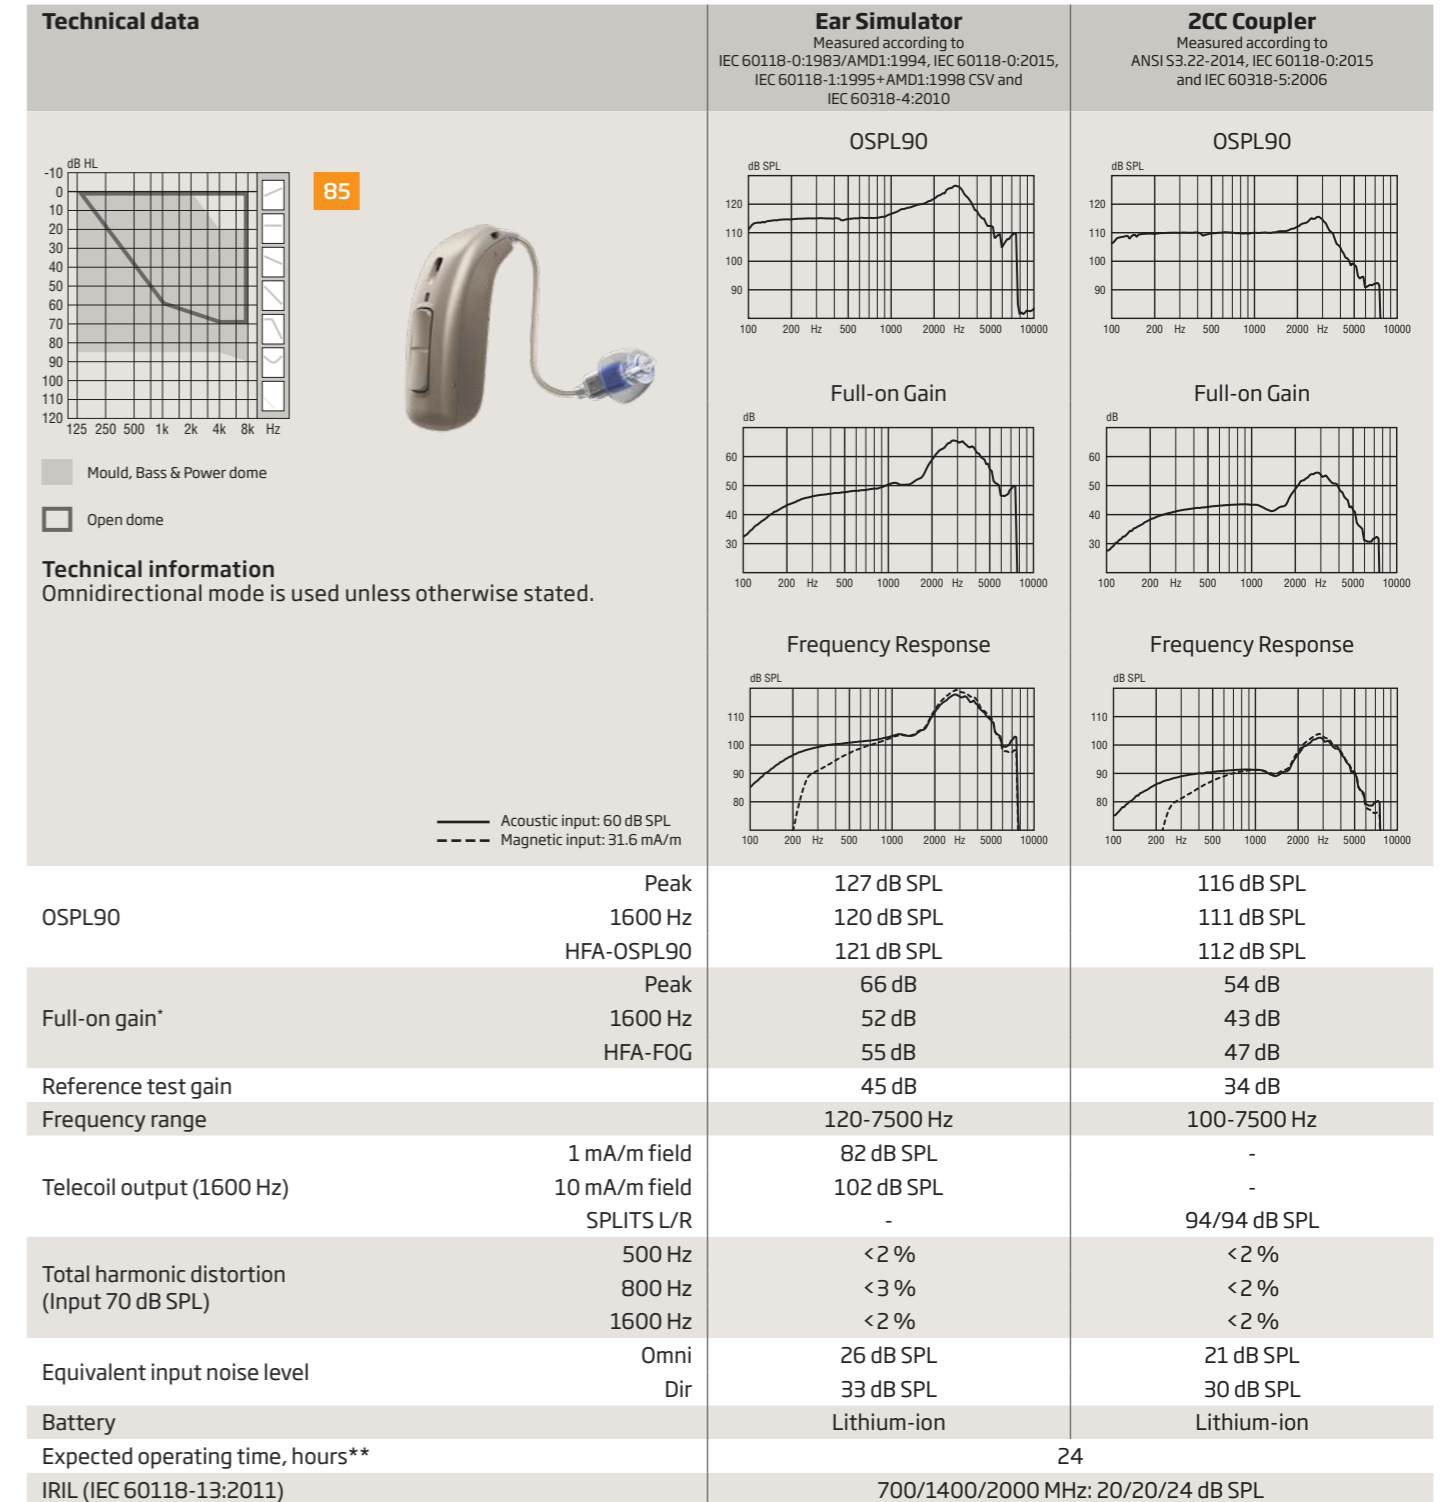 Technical data
Ear Simulator
Measured according to
IEC 60118-0:1983/AMD1:1994, IEC 60118-0:2015,
IEC 60118-1:1995+AMD1:1998 CSV and
IEC 60318-4:2010
2CC Coupler
Measured according to
ANSI S3.22-2014, IEC 60118-0:2015
and IEC 60318-5:2006
dB HL
-10
0
10
20
30
40
50
60
70
80
90
100
110
120
125 250 500 1k 2k 4k 8k Hz
85
Mould, Bass & Power dome
Open dome
Technical information
Omnidirectional mode is used unless otherwise stated.
Acoustic input: 60 dB SPL
Magnetic input: 31.6 mA/m
OSPL90
dB SPL
120
110
100
90
100 200 Hz 500 1000 2000 Hz 5000 10000
OSPL90
dB SPL
120
110
100
90
100 200 Hz 500 1000 2000 Hz 5000 10000
Full-on Gain
dB
60
50
40
30
100 200 Hz 500 1000 2000 Hz 5000 10000
Full-on Gain
dB
60
50
40
30
100 200 Hz 500 1000 2000 Hz 5000 10000
Frequency Response
dB SPL
110
100
90
80
100 200 Hz 500 1000 2000 Hz 5000 10000
Frequency Response
dB SPL
110
100
90
80
100 200 Hz 500 1000 2000 Hz 5000 10000
OSPL90
Peak 127 dB SPL 116 dB SPL
1600 Hz 120 dB SPL 111 dB SPL
HFA-OSPL90 121 dB SPL 112 dB SPL
Full-on gain*
Peak 66 dB 54 dB
1600 Hz 52 dB 43 dB
HFA-FOG 55 dB 47 dB
Reference test gain 45 dB 34 dB
Frequency range 120-7500 Hz 100-7500 Hz
Telecoil output (1600 Hz)
1 mA/m field 82 dB SPL -
10 mA/m field 102 dB SPL -
SPLITS L/R - 94/94 dB SPL
Total harmonic distortion
(Input 70 dB SPL)
500 Hz <2 % <2 %
800 Hz <3 % <2 %
1600 Hz <2 % <2 %
Equivalent input noise level
Omni 26 dB SPL 21 dB SPL
Dir 33 dB SPL 30 dB SPL
Battery Lithium-ion Lithium-ion
Expected operating time, hours** 24
IRIL (IEC 60118-13:2011) 700/1400/2000 MHz: 20/20/24 dB SPL